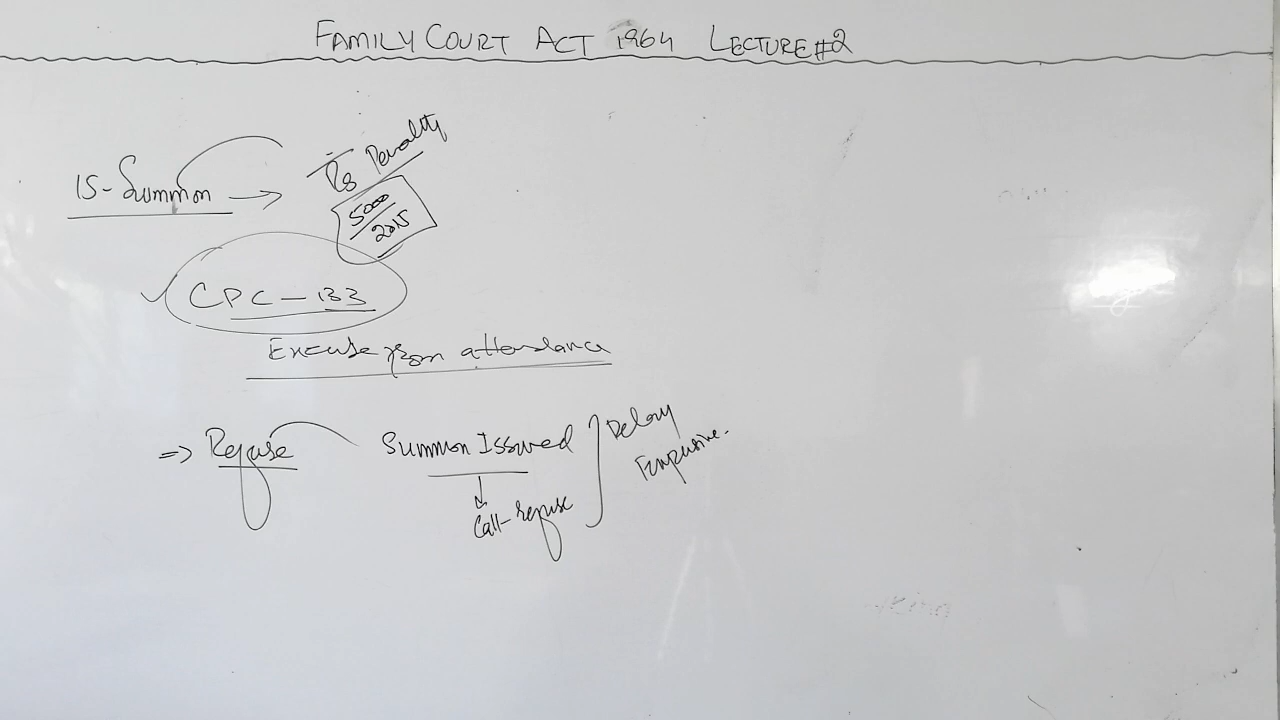 FAMILY COURT ACT 1964 LECTURE #2
15-Summon →
Rs Penalty
5000
2015
✓ CPC - 133
Excuse from attendance
⇒ Refuse
Summon Issued
↓
Call-refuse
Delay